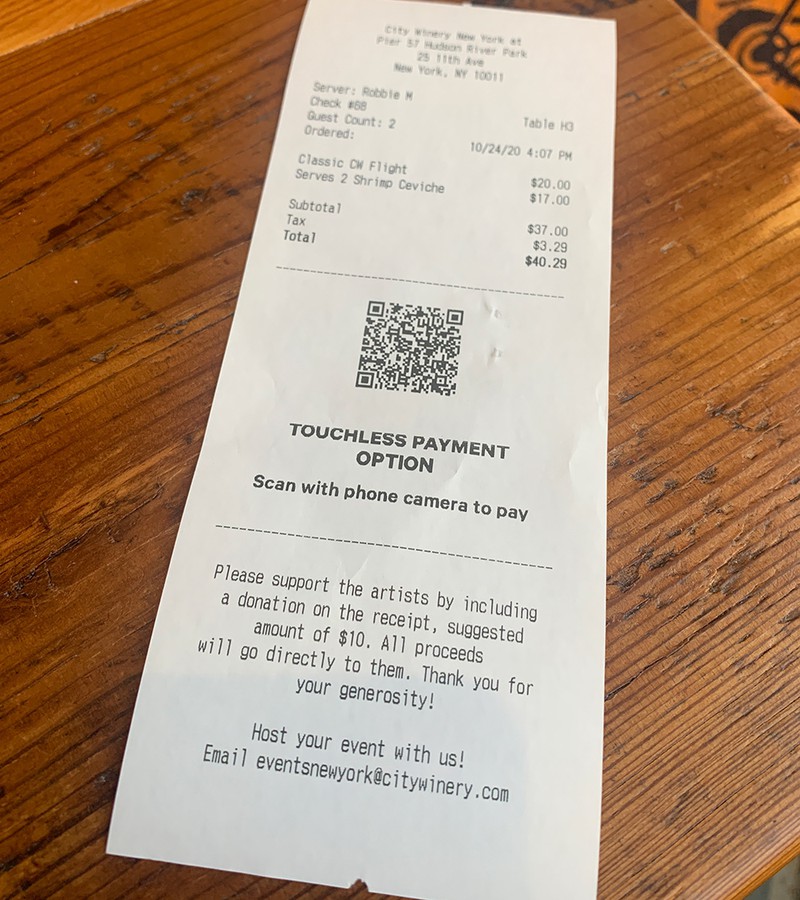 City Winery New York at
Pier 57 Hudson River Park
25 11th Ave
New York, NY 10011
Server: Robbie M
Check #68
Table H3
Guest Count: 2
Ordered:
10/24/20 4:07 PM
Classic CW Flight $20.00
Serves 2 Shrimp Ceviche $17.00
Subtotal $37.00
Tax $3.29
Total $40.29
TOUCHLESS PAYMENT
OPTION
Scan with phone camera to pay
Please support the artists by including
a donation on the receipt, suggested
amount of $10. All proceeds
will go directly to them. Thank you for
your generosity!
Host your event with us!
Email eventsnewyork@citywinery.com